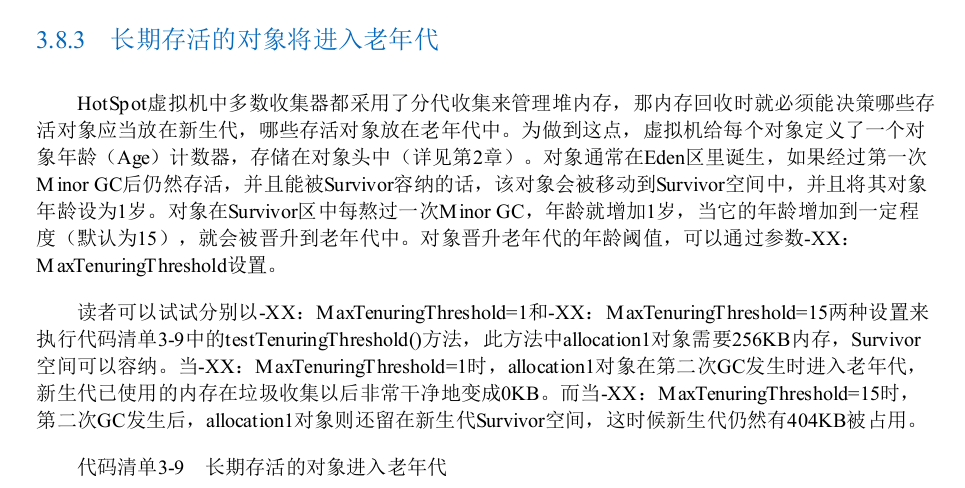 3.8.3 长期存活的对象将进入老年代
HotSpot虚拟机中多数收集器都采用了分代收集来管理堆内存，那内存回收时就必须能决策哪些存
活对象应当放在新生代，哪些存活对象放在老年代中。为做到这点，虚拟机给每个对象定义了一个对
象年龄（Age）计数器，存储在对象头中（详见第2章）。对象通常在Eden区里诞生，如果经过第一次
Minor GC后仍然存活，并且能被Survivor容纳的话，该对象会被移动到Survivor空间中，并且将其对象
年龄设为1岁。对象在Survivor区中每熬过一次Minor GC，年龄就增加1岁，当它的年龄增加到一定程
度（默认为15），就会被晋升到老年代中。对象晋升老年代的年龄阈值，可以通过参数-XX：
MaxTenuringThreshold设置。
读者可以试试分别以-XX：MaxTenuringThreshold=1和-XX：MaxTenuringThreshold=15两种设置来
执行代码清单3-9中的testTenuringThreshold()方法，此方法中allocation1对象需要256KB内存，Survivor
空间可以容纳。当-XX：MaxTenuringThreshold=1时，allocation1对象在第二次GC发生时进入老年代，
新生代已使用的内存在垃圾收集以后非常干净地变成0KB。而当-XX：MaxTenuringThreshold=15时，
第二次GC发生后，allocation1对象则还留在新生代Survivor空间，这时候新生代仍然有404KB被占用。
代码清单3-9 长期存活的对象进入老年代